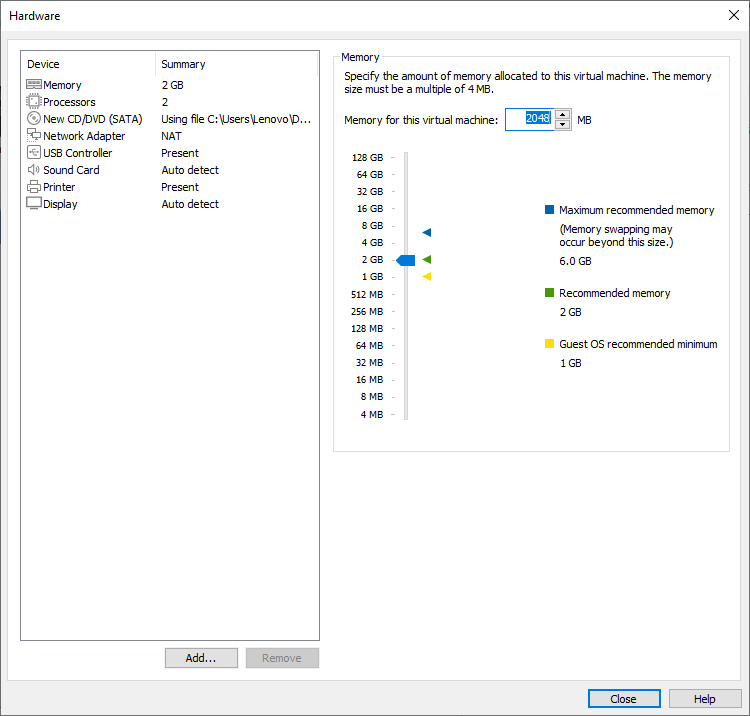 Hardware
Device Summary
Memory 2 GB
Processors 2
New CD/DVD (SATA) Using file C:\Users\Lenovo\D...
Network Adapter NAT
USB Controller Present
Sound Card Auto detect
Printer Present
Display Auto detect
Add... Remove
Memory
Specify the amount of memory allocated to this virtual machine. The memory
size must be a multiple of 4 MB.
Memory for this virtual machine: 2048 MB
128 GB
64 GB
32 GB
16 GB
8 GB
4 GB
2 GB
1 GB
512 MB
256 MB
128 MB
64 MB
32 MB
16 MB
8 MB
4 MB
Maximum recommended memory
(Memory swapping may
occur beyond this size.)
6.0 GB
Recommended memory
2 GB
Guest OS recommended minimum
1 GB
Close Help